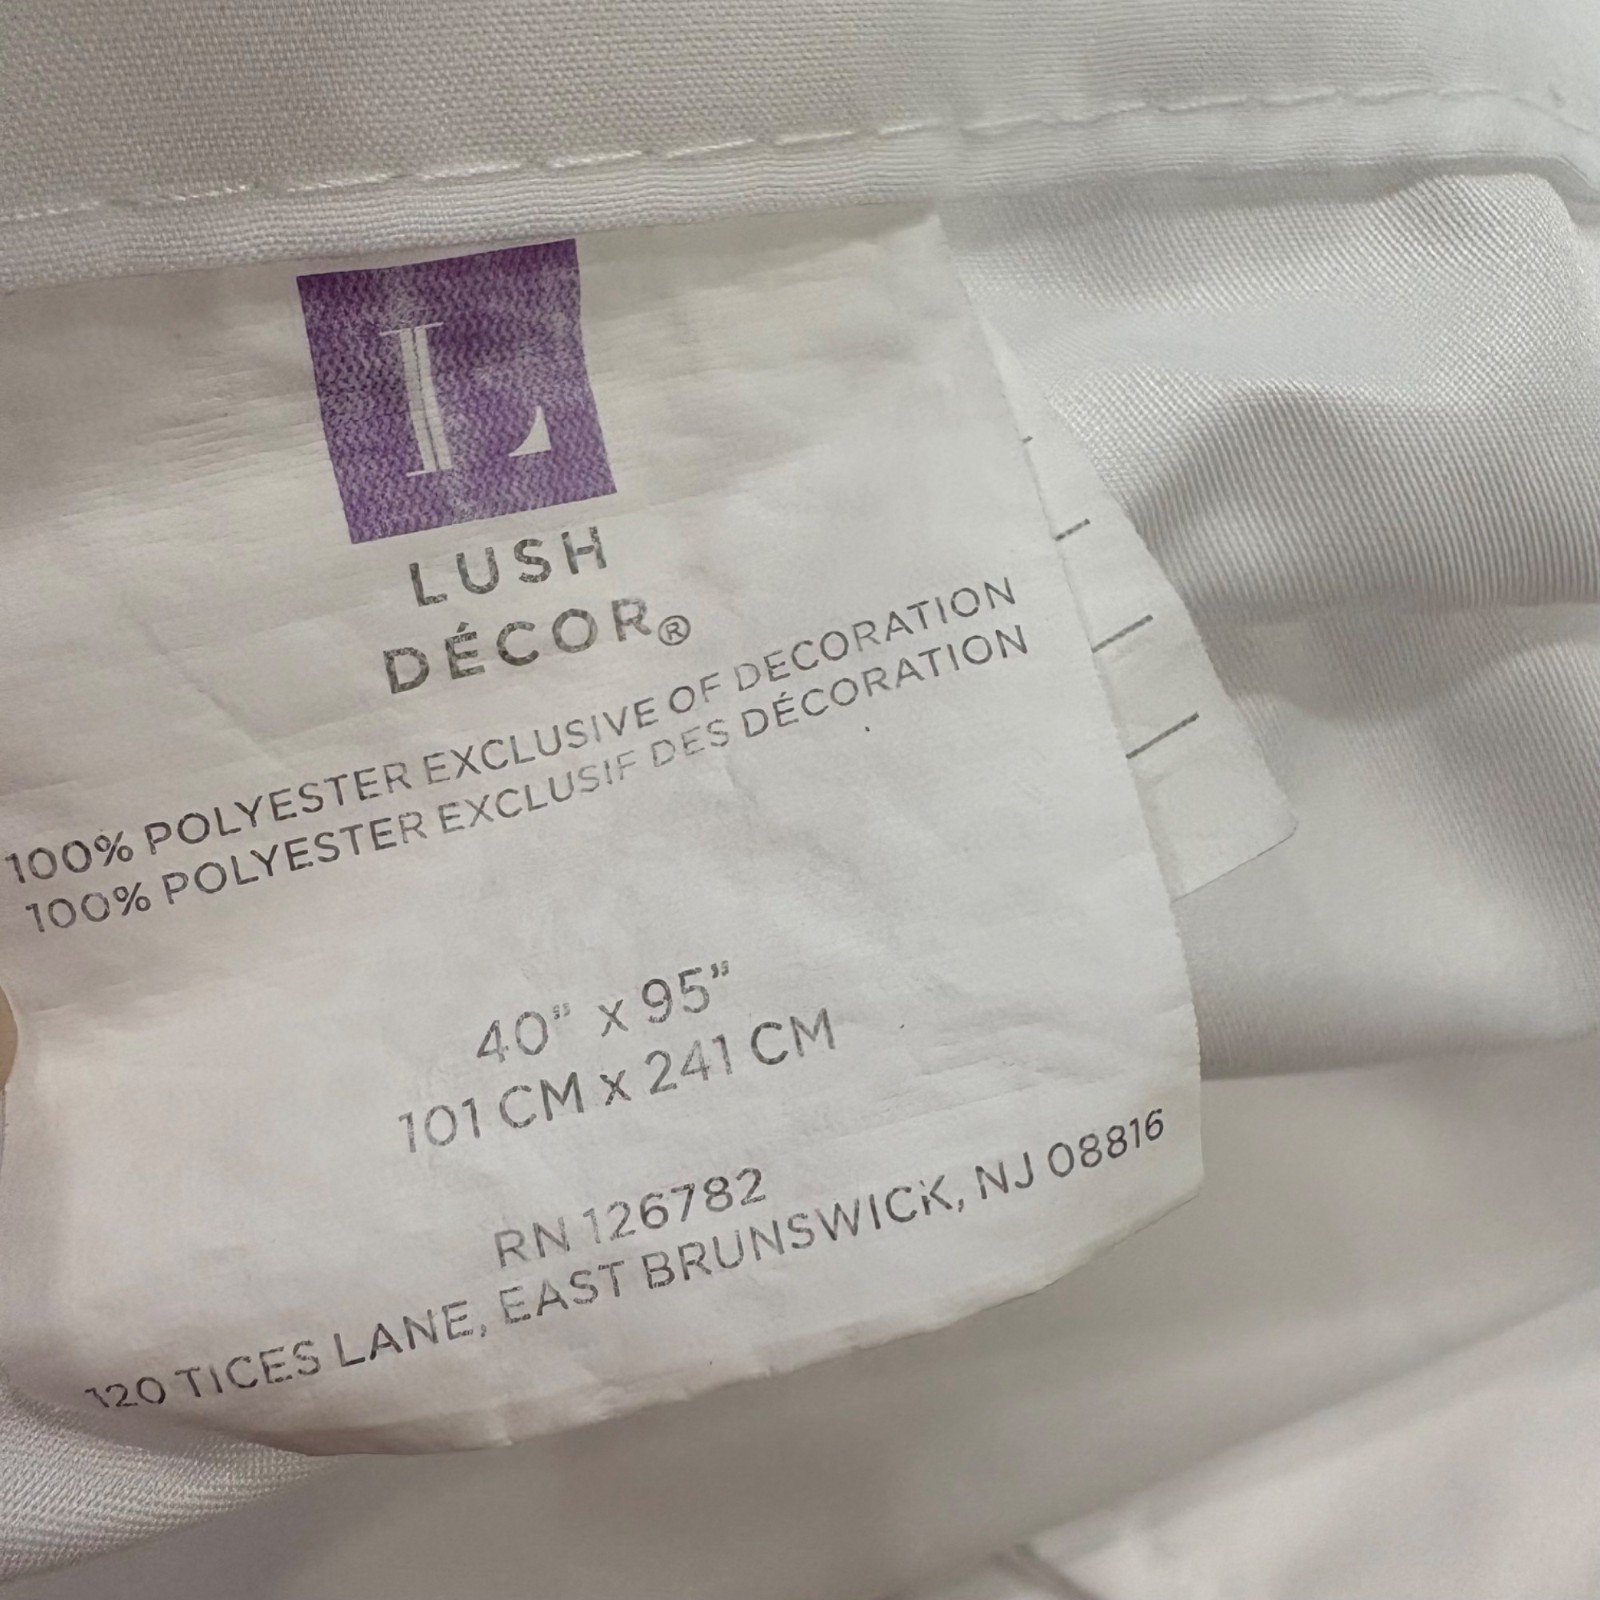 L
LUSH
DÉCOR®
100% POLYESTER EXCLUSIVE OF DECORATION
100% POLYESTER EXCLUSIF DES DÉCORATION
40" x 95"
101 CM x 241 CM
RN 126782
120 TICES LANE, EAST BRUNSWICK, NJ 08816